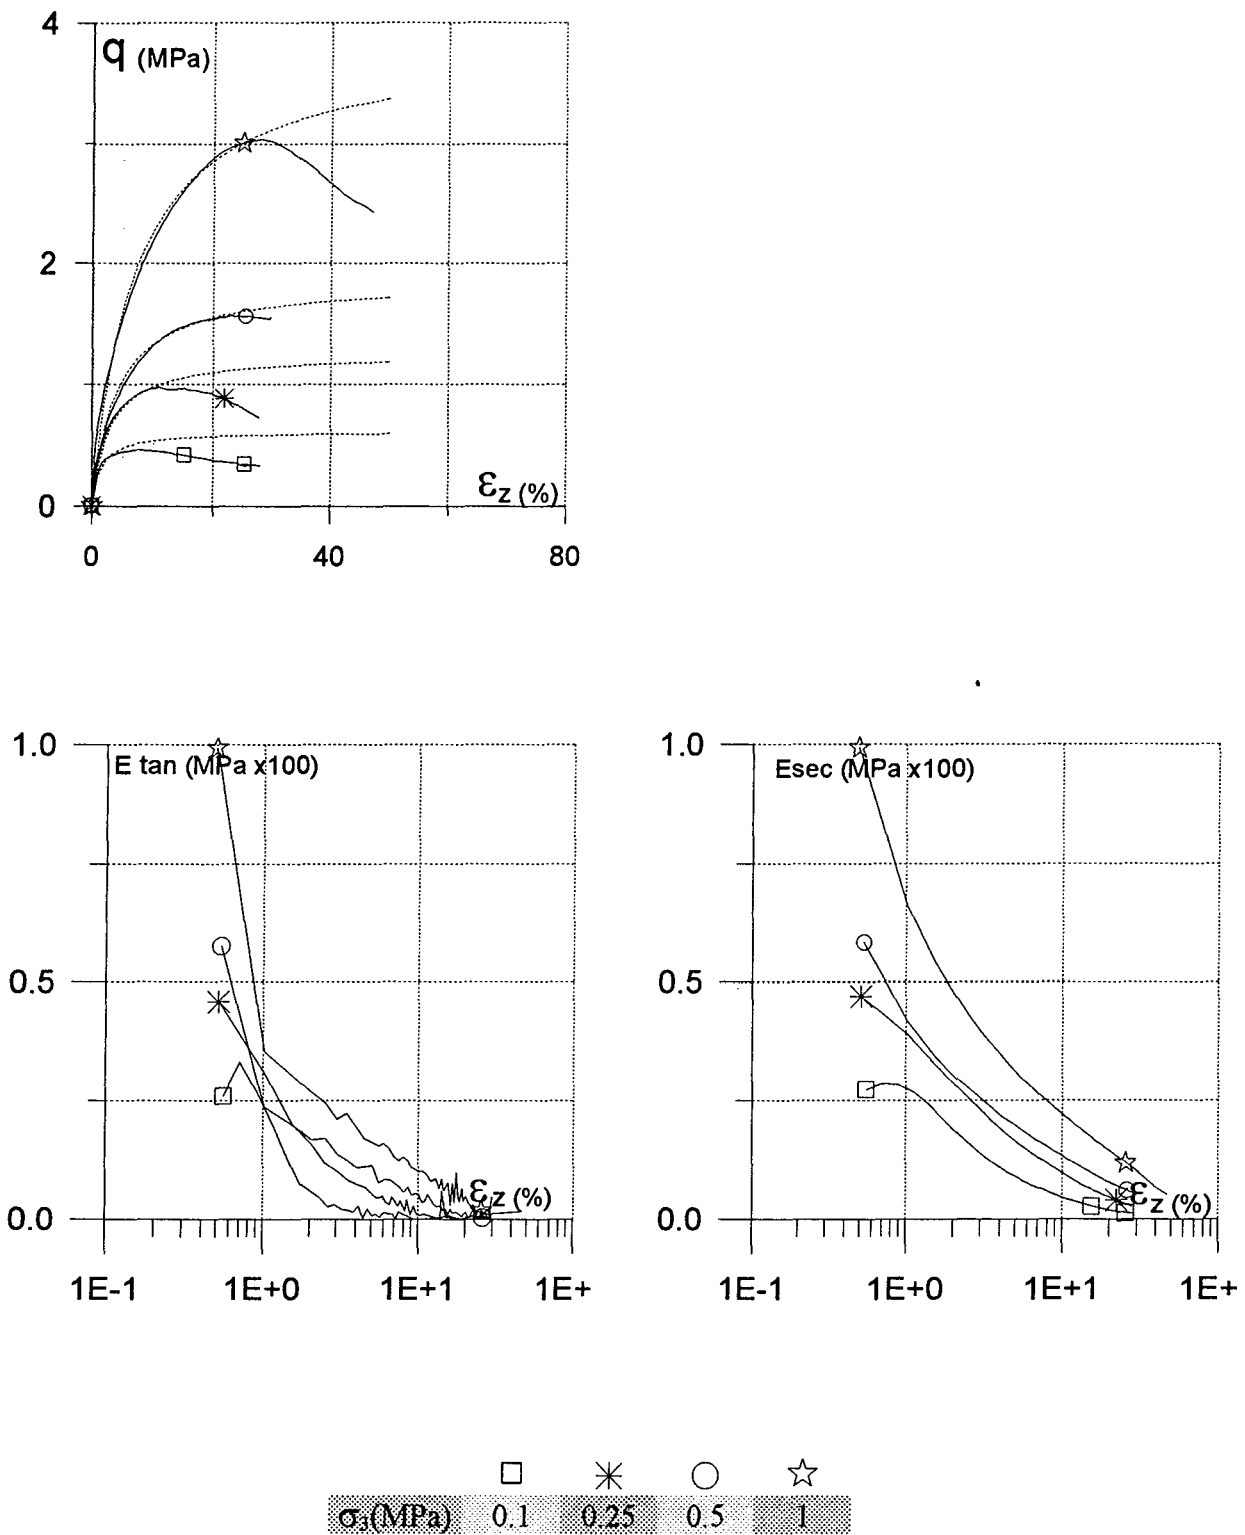 4
q (MPa)
2
0
εz (%)
0 40 80
1.0 E tan (MPa x100)
0.5
0.0
εz (%)
1E-1 1E+0 1E+1 1E+
1.0 Esec (MPa x100)
0.5
0.0
εz (%)
1E-1 1E+0 1E+1 1E+
σ3(MPa) 0.1 0.25 0.5 1